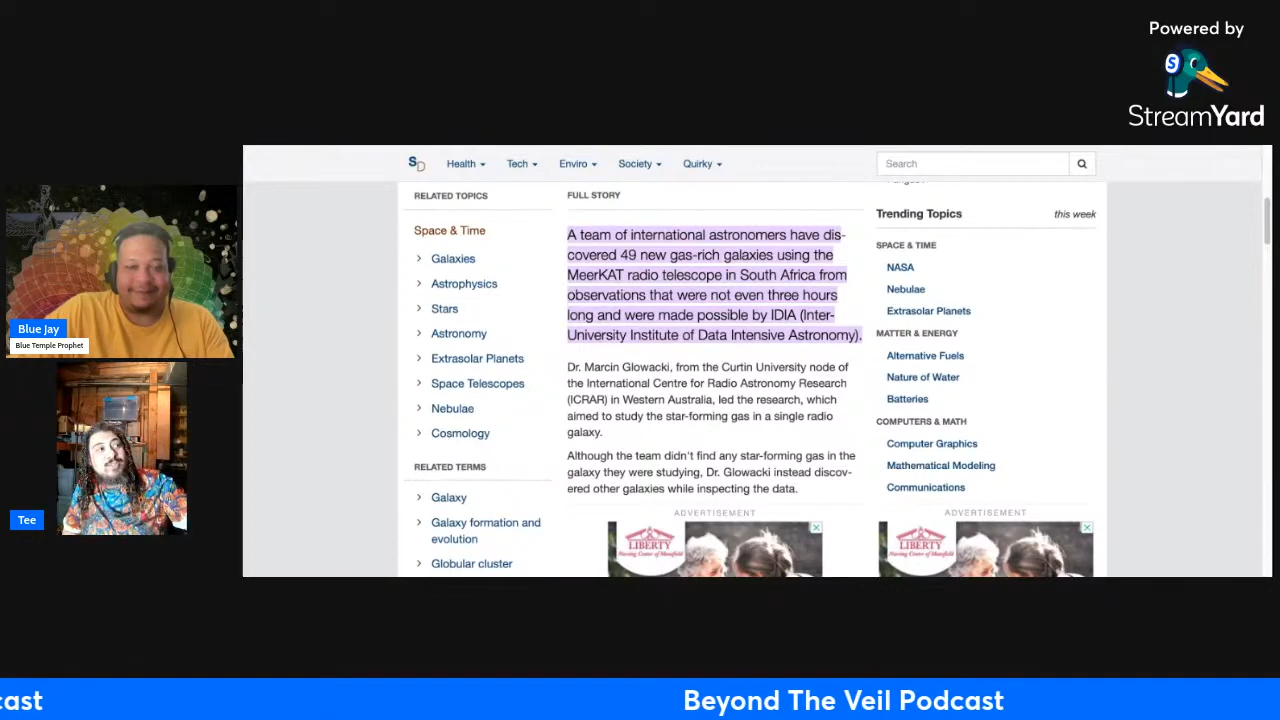 Powered by
StreamYard
S
SD
Health
Tech
Enviro
Society
Quirky
Search
RELATED TOPICS
Space & Time
Galaxies
Astrophysics
Stars
Astronomy
Extrasolar Planets
Space Telescopes
Nebulae
Cosmology
RELATED TERMS
Galaxy
Galaxy formation and
evolution
Globular cluster
FULL STORY
A team of international astronomers have dis-
covered 49 new gas-rich galaxies using the
MeerKAT radio telescope in South Africa from
observations that were not even three hours
long and were made possible by IDIA (Inter-
University Institute of Data Intensive Astronomy).
Dr. Marcin Glowacki, from the Curtin University node of
the International Centre for Radio Astronomy Research
(ICRAR) in Western Australia, led the research, which
aimed to study the star-forming gas in a single radio
galaxy.
Although the team didn't find any star-forming gas in the
galaxy they were studying, Dr. Glowacki instead discov-
ered other galaxies while inspecting the data.
ADVERTISEMENT
LIBERTY
Nursing Center of Mansfield
Trending Topics
this week
SPACE & TIME
NASA
Nebulae
Extrasolar Planets
MATTER & ENERGY
Alternative Fuels
Nature of Water
Batteries
COMPUTERS & MATH
Computer Graphics
Mathematical Modeling
Communications
ADVERTISEMENT
LIBERTY
Nursing Center of Mansfield
Blue Jay
Blue Temple Prophet
Tee
cast
Beyond The Veil Podcast